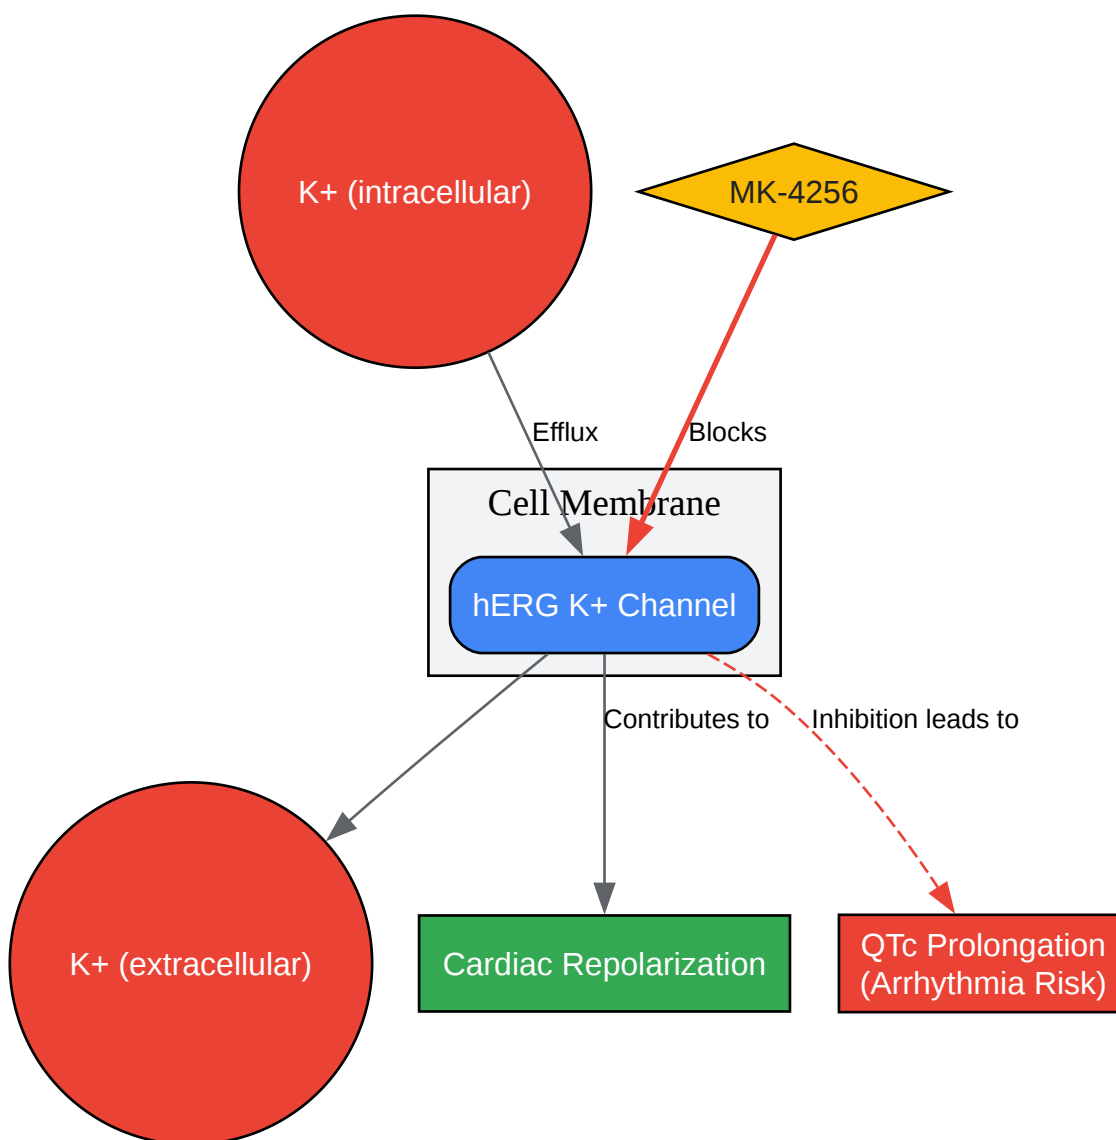 K+ (intracellular)
MK-4256
Efflux
Blocks
Cell Membrane
hERG K+ Channel
Contributes to
Inhibition leads to
K+ (extracellular)
Cardiac Repolarization
QTc Prolongation
(Arrhythmia Risk)